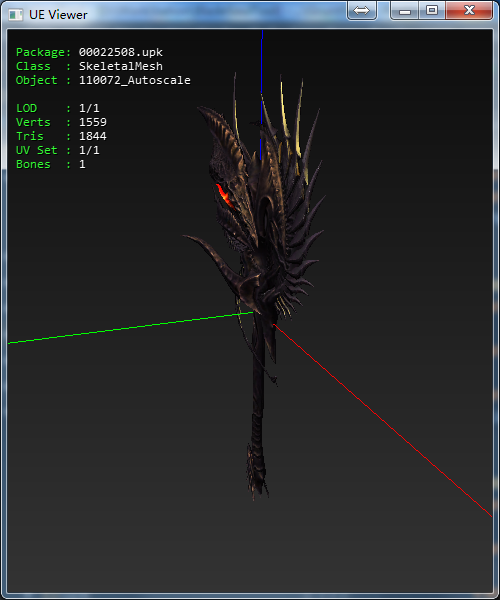 UE Viewer
Package: 00022508.upk
Class : SkeletalMesh
Object : 110072_Autoscale
LOD : 1/1
Verts : 1559
Tris : 1844
UV Set : 1/1
Bones : 1